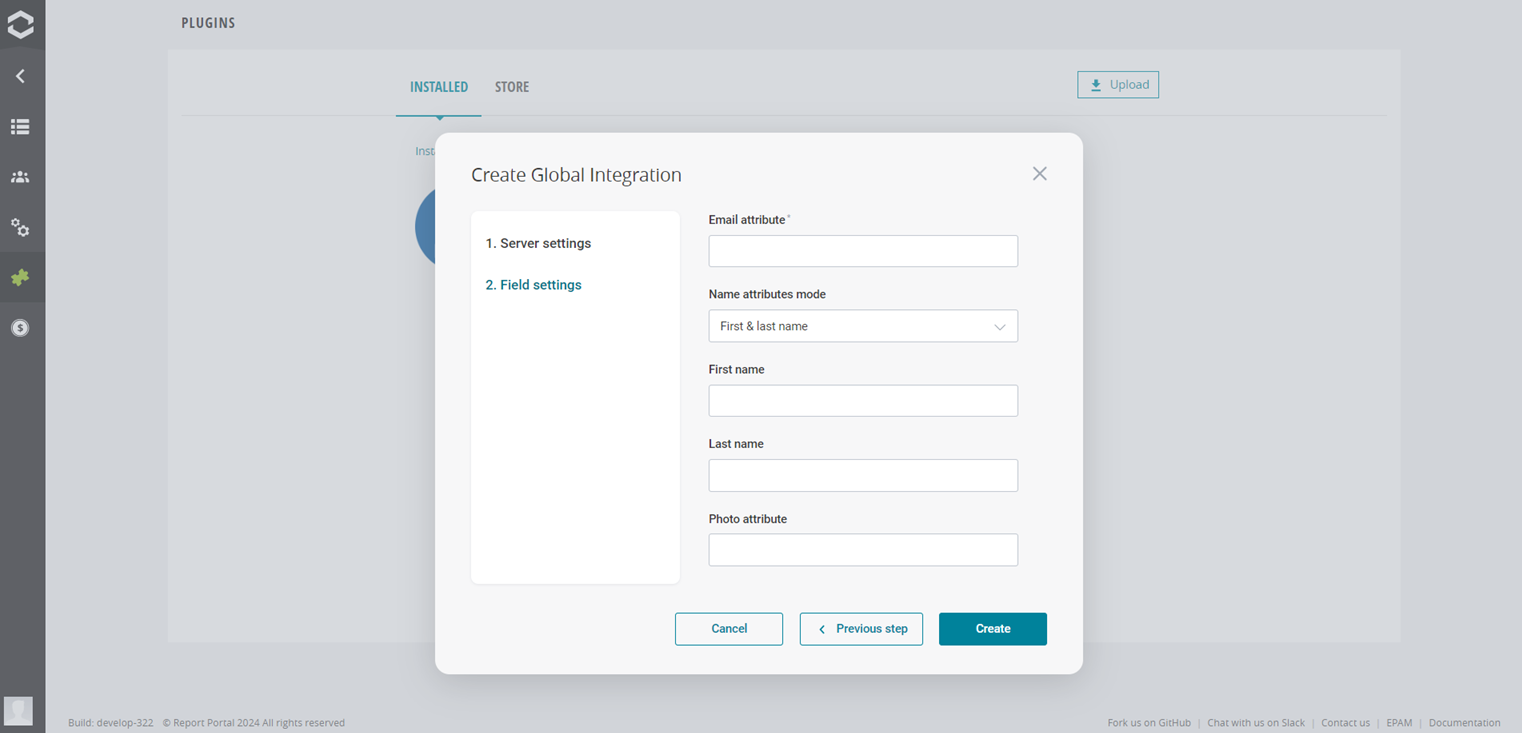 PLUGINS
INSTALLED
STORE
Upload
Create Global Integration
1. Server settings
2. Field settings
Email attribute*
Name attributes mode
First & last name
First name
Last name
Photo attribute
Cancel
Previous step
Create
Build: develop-322 © Report Portal 2024 All rights reserved
Fork us on GitHub | Chat with us on Slack | Contact us | EPAM | Documentation